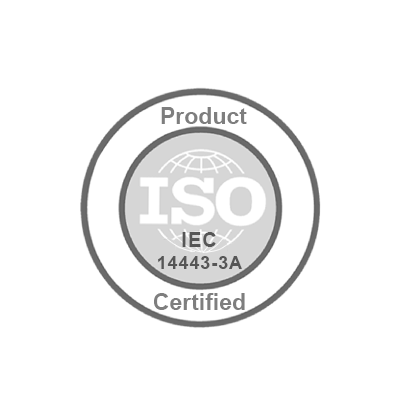 Product
ISO
IEC
14443-3A
Certified